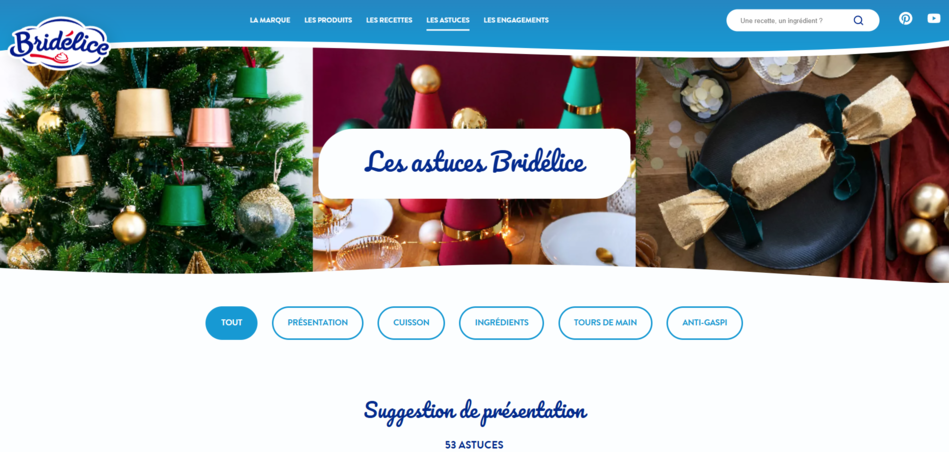 LA MARQUE LES PRODUITS LES RECETTES LES ASTUCES LES ENGAGEMENTS
Une recette, un ingrédient ?
Bridélice
Les astuces Bridélice
TOUT PRÉSENTATION CUISSON INGRÉDIENTS TOURS DE MAIN ANTI-GASPI
Suggestion de présentation
53 ASTUCES